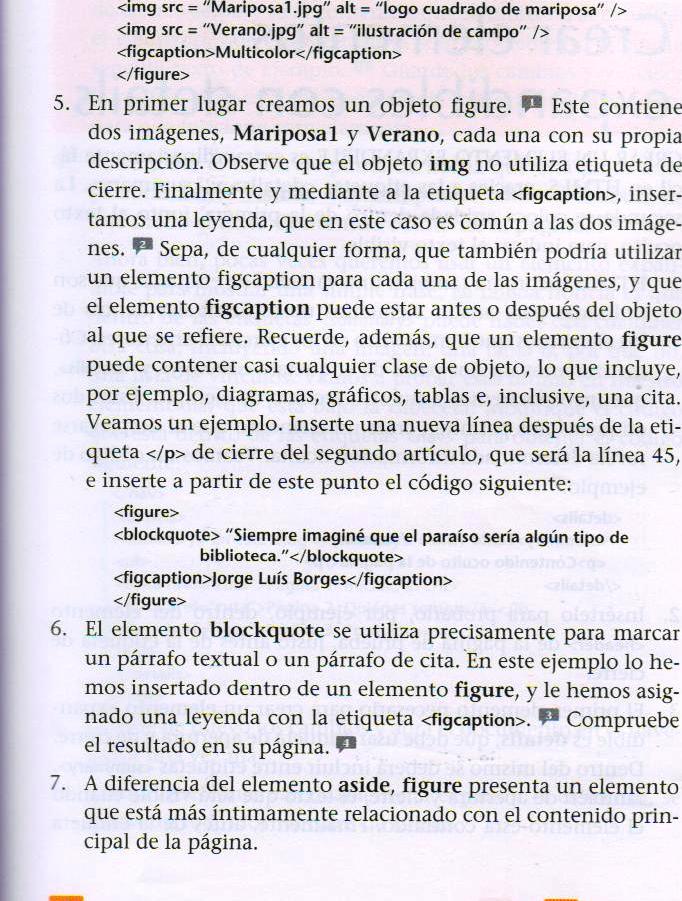 <img src = “Mariposa1.jpg” alt = “logo cuadrado de mariposa” />
<img src = “Verano.jpg” alt = “ilustración de campo” />
<figcaption>Multicolor</figcaption>
</figure>
5. En primer lugar creamos un objeto figure. 1 Este contiene
dos imágenes, Mariposa1 y Verano, cada una con su propia
descripción. Observe que el objeto img no utiliza etiqueta de
cierre. Finalmente y mediante a la etiqueta <figcaption>, inser-
tamos una leyenda, que en este caso es común a las dos imáge-
nes. 2 Sepa, de cualquier forma, que también podría utilizar
un elemento figcaption para cada una de las imágenes, y que
el elemento figcaption puede estar antes o después del objeto
al que se refiere. Recuerde, además, que un elemento figure
puede contener casi cualquier clase de objeto, lo que incluye,
por ejemplo, diagramas, gráficos, tablas e, inclusive, una cita.
Veamos un ejemplo. Inserte una nueva línea después de la eti-
queta </p> de cierre del segundo artículo, que será la línea 45,
e inserte a partir de este punto el código siguiente:
<figure>
<blockquote> “Siempre imaginé que el paraíso sería algún tipo de
biblioteca.”</blockquote>
<figcaption>Jorge Luís Borges</figcaption>
</figure>
6. El elemento blockquote se utiliza precisamente para marcar
un párrafo textual o un párrafo de cita. En este ejemplo lo he-
mos insertado dentro de un elemento figure, y le hemos asig-
nado una leyenda con la etiqueta <figcaption>. 3 Compruebe
el resultado en su página. 4
7. A diferencia del elemento aside, figure presenta un elemento
que está más íntimamente relacionado con el contenido prin-
cipal de la página.